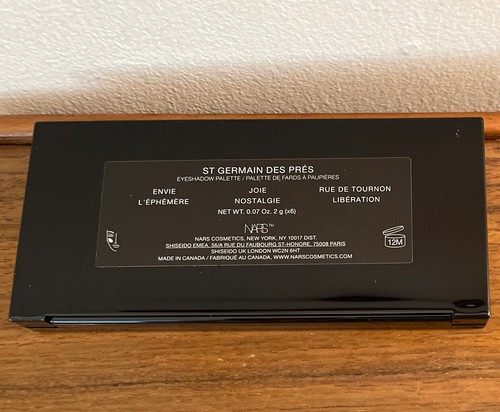 ST GERMAIN DES PRÉS
EYESHADOW PALETTE / PALETTE DE FARDS À PAUPIÈRES
ENVIE JOIE RUE DE TOURNON
L'ÉPHÉMÈRE NOSTALGIE LIBÉRATION
NET WT. 0.07 Oz. 2 g (x6)
NARS™
NARS COSMETICS, NEW YORK, NY 10017 DIST.
SHISEIDO EMEA, 56/A RUE DU FAUBOURG ST-HONORE, 75008 PARIS
SHISEIDO UK LONDON WC2N 6HT
MADE IN CANADA / FABRIQUÉ AU CANADA, WWW.NARSCOSMETICS.COM
12M